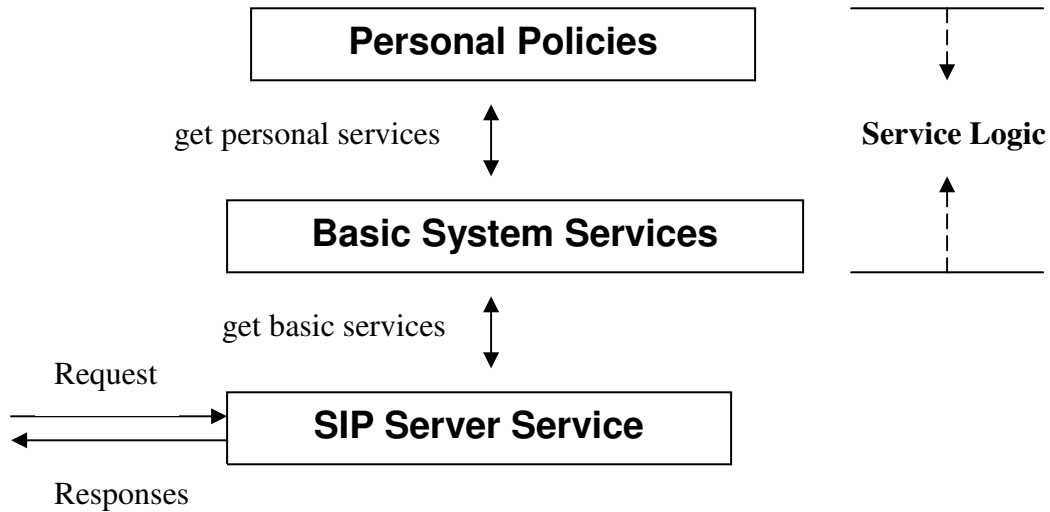 Personal Policies
get personal services
Service Logic
Basic System Services
get basic services
Request
SIP Server Service
Responses